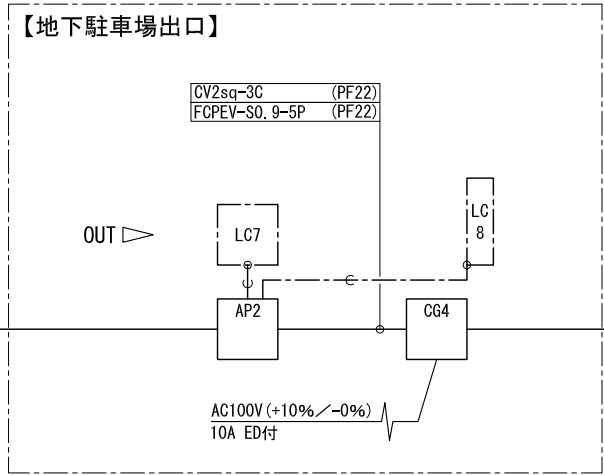 【地下駐車場出口】
CV2sq-3C (PF22)
FCPEV-S0.9-5P (PF22)
OUT
LC7
LC
8
AP2
CG4
AC100V(+10%／-0%)
10A ED付